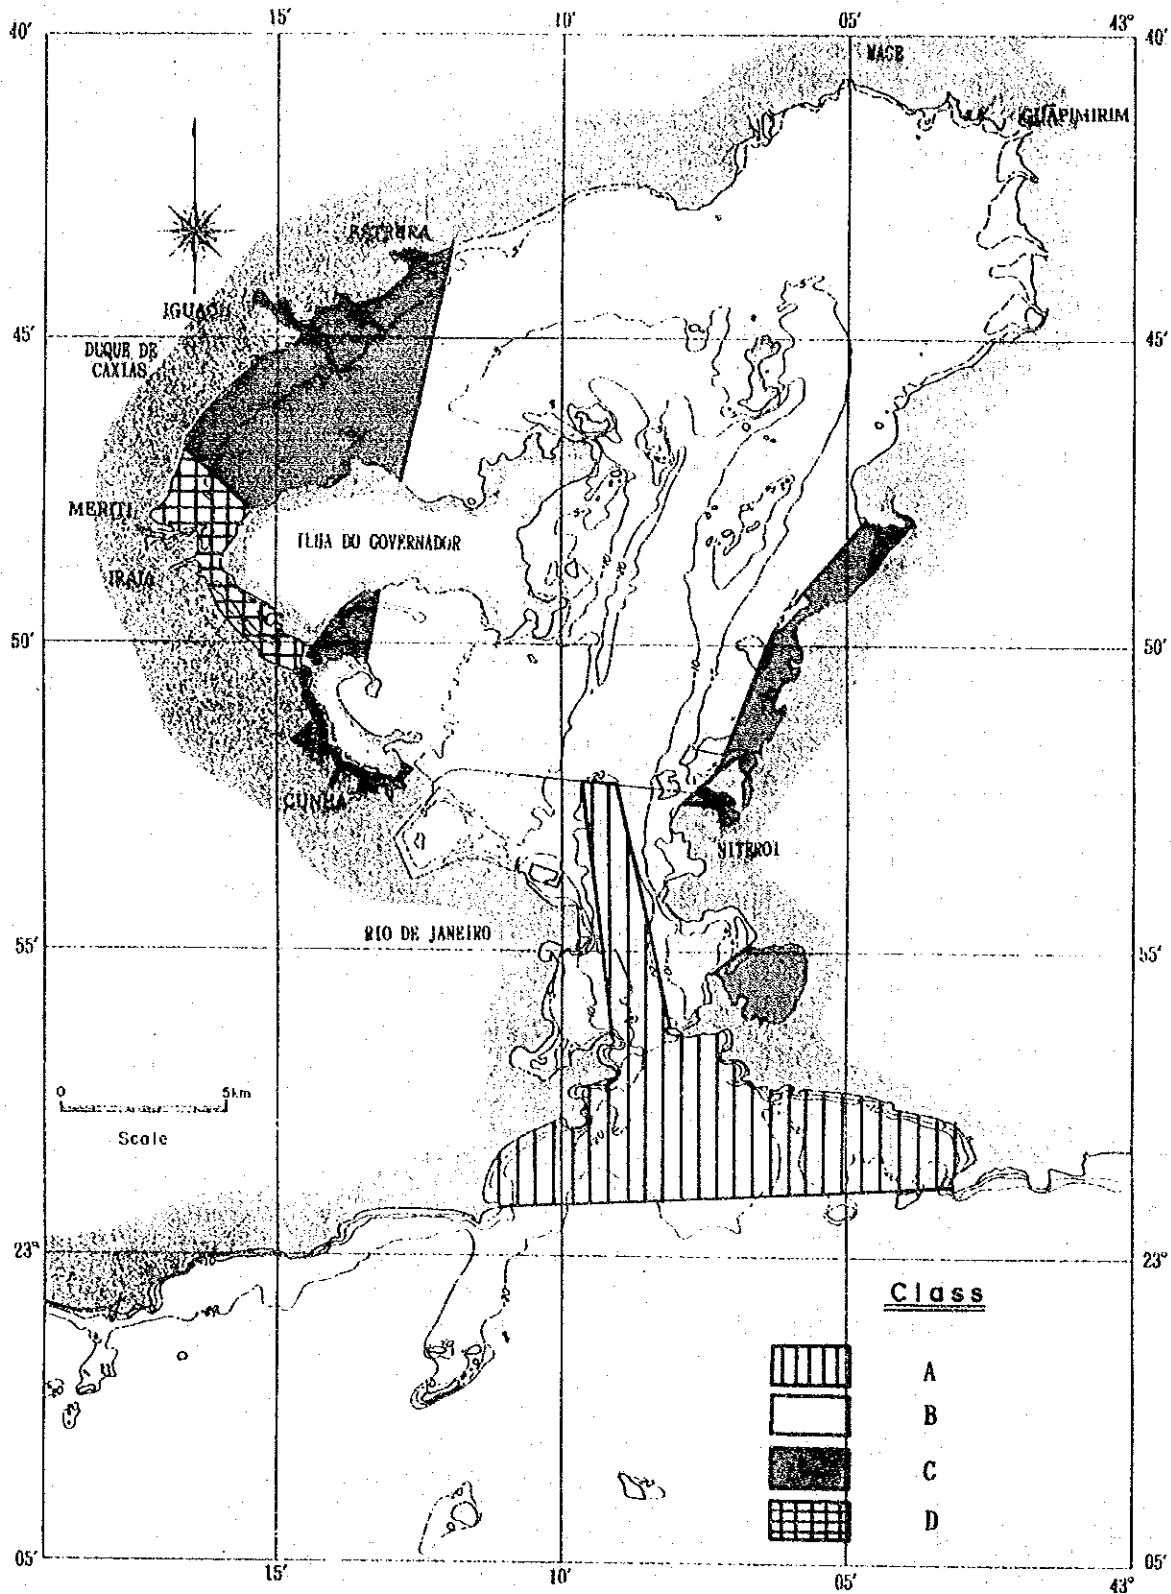 15'
10'
05'
43°
40'
40'
MAGE
GUAPIMIRIM
ESTRELA
IGUAÇU
45'
45'
DUQUE DE
CAXIAS
MERITI
ILHA DO GOVERNADOR
IRAJA
50'
50'
CUNHA
NITEROI
RIO DE JANEIRO
55'
55'
0
5km
Scale
23°
23°
Class
A
B
C
D
05'
05'
15'
10'
05'
43°